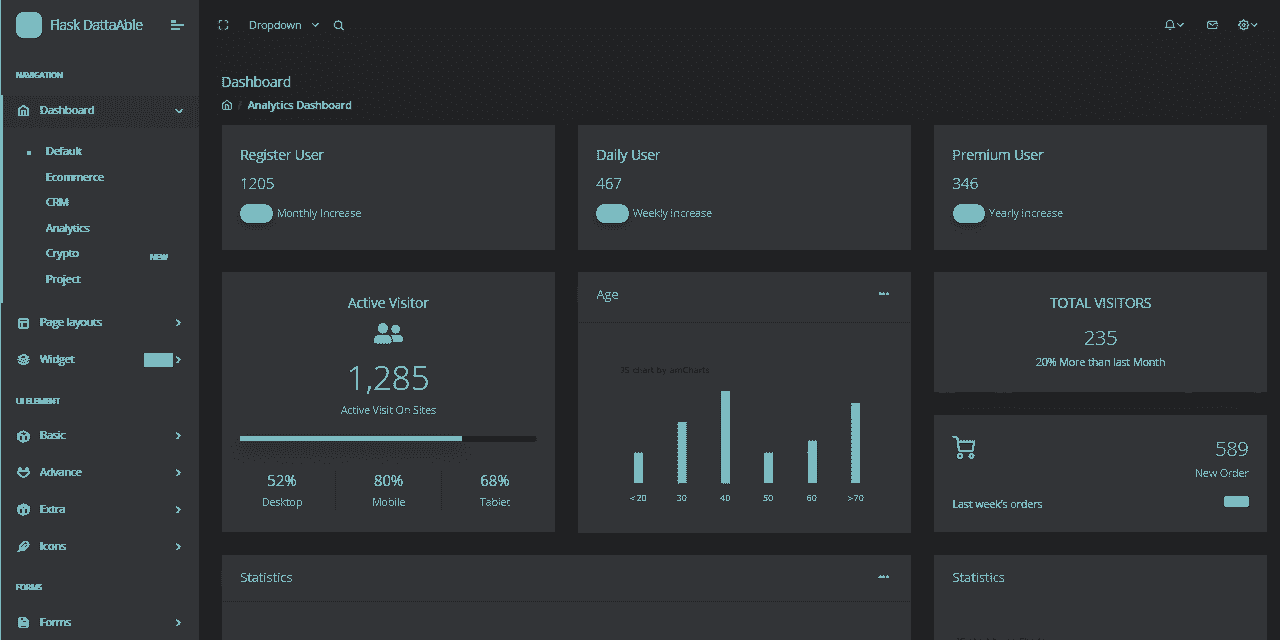 Flask DattaAble
Dropdown
NAVIGATION
Dashboard
Default
Ecommerce
CRM
Analytics
Crypto
NEW
Project
Page layouts
Widget
UI ELEMENT
Basic
Advance
Extra
Icons
FORMS
Forms
Dashboard
/ Analytics Dashboard
Register User
1205
Monthly Increase
Daily User
467
Weekly Increase
Premium User
346
Yearly Increase
Active Visitor
1,285
Active Visit On Sites
52%
Desktop
80%
Mobile
68%
Tablet
Age
JS chart by amCharts
<20 30 40 50 60 >70
TOTAL VISITORS
235
20% More than last Month
589
New Order
Last week's orders
Statistics
Statistics